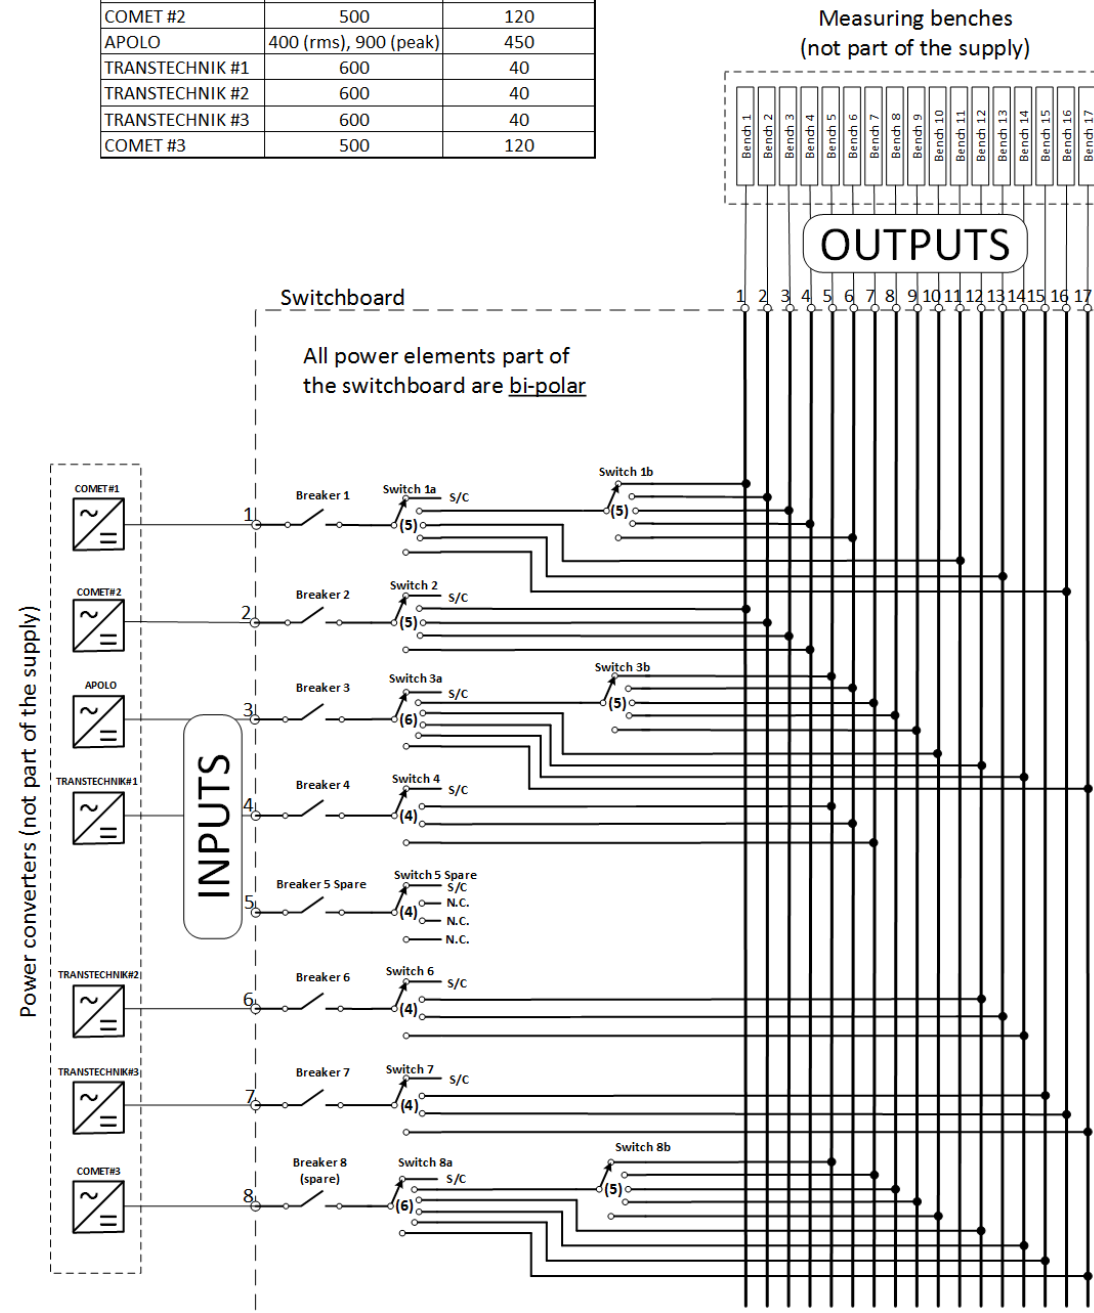 COMET #2 500 120
APOLO 400 (rms), 900 (peak) 450
TRANSTECHNIK #1 600 40
TRANSTECHNIK #2 600 40
TRANSTECHNIK #3 600 40
COMET #3 500 120
Measuring benches
(not part of the supply)
Bench 1
Bench 2
Bench 3
Bench 4
Bench 5
Bench 6
Bench 7
Bench 8
Bench 9
Bench 10
Bench 11
Bench 12
Bench 13
Bench 14
Bench 15
Bench 16
Bench 17
OUTPUTS
1 2 3 4 5 6 7 8 9 10 11 12 13 14 15 16 17
Switchboard
All power elements part of
the switchboard are bi-polar
Power converters (not part of the supply)
INPUTS
COMET#1
1
Breaker 1
Switch 1a
S/C
(5)
Switch 1b
(5)
COMET#2
2
Breaker 2
Switch 2
S/C
(5)
APOLO
3
Breaker 3
Switch 3a
S/C
(6)
Switch 3b
(5)
TRANSTECHNIK#1
4
Breaker 4
Switch 4
S/C
(4)
5
Breaker 5 Spare
Switch 5 Spare
S/C
(4)
N.C.
N.C.
N.C.
TRANSTECHNIK#2
6
Breaker 6
Switch 6
S/C
(4)
TRANSTECHNIK#3
7
Breaker 7
Switch 7
S/C
(4)
COMET#3
8
Breaker 8
(spare)
Switch 8a
S/C
(6)
Switch 8b
(5)